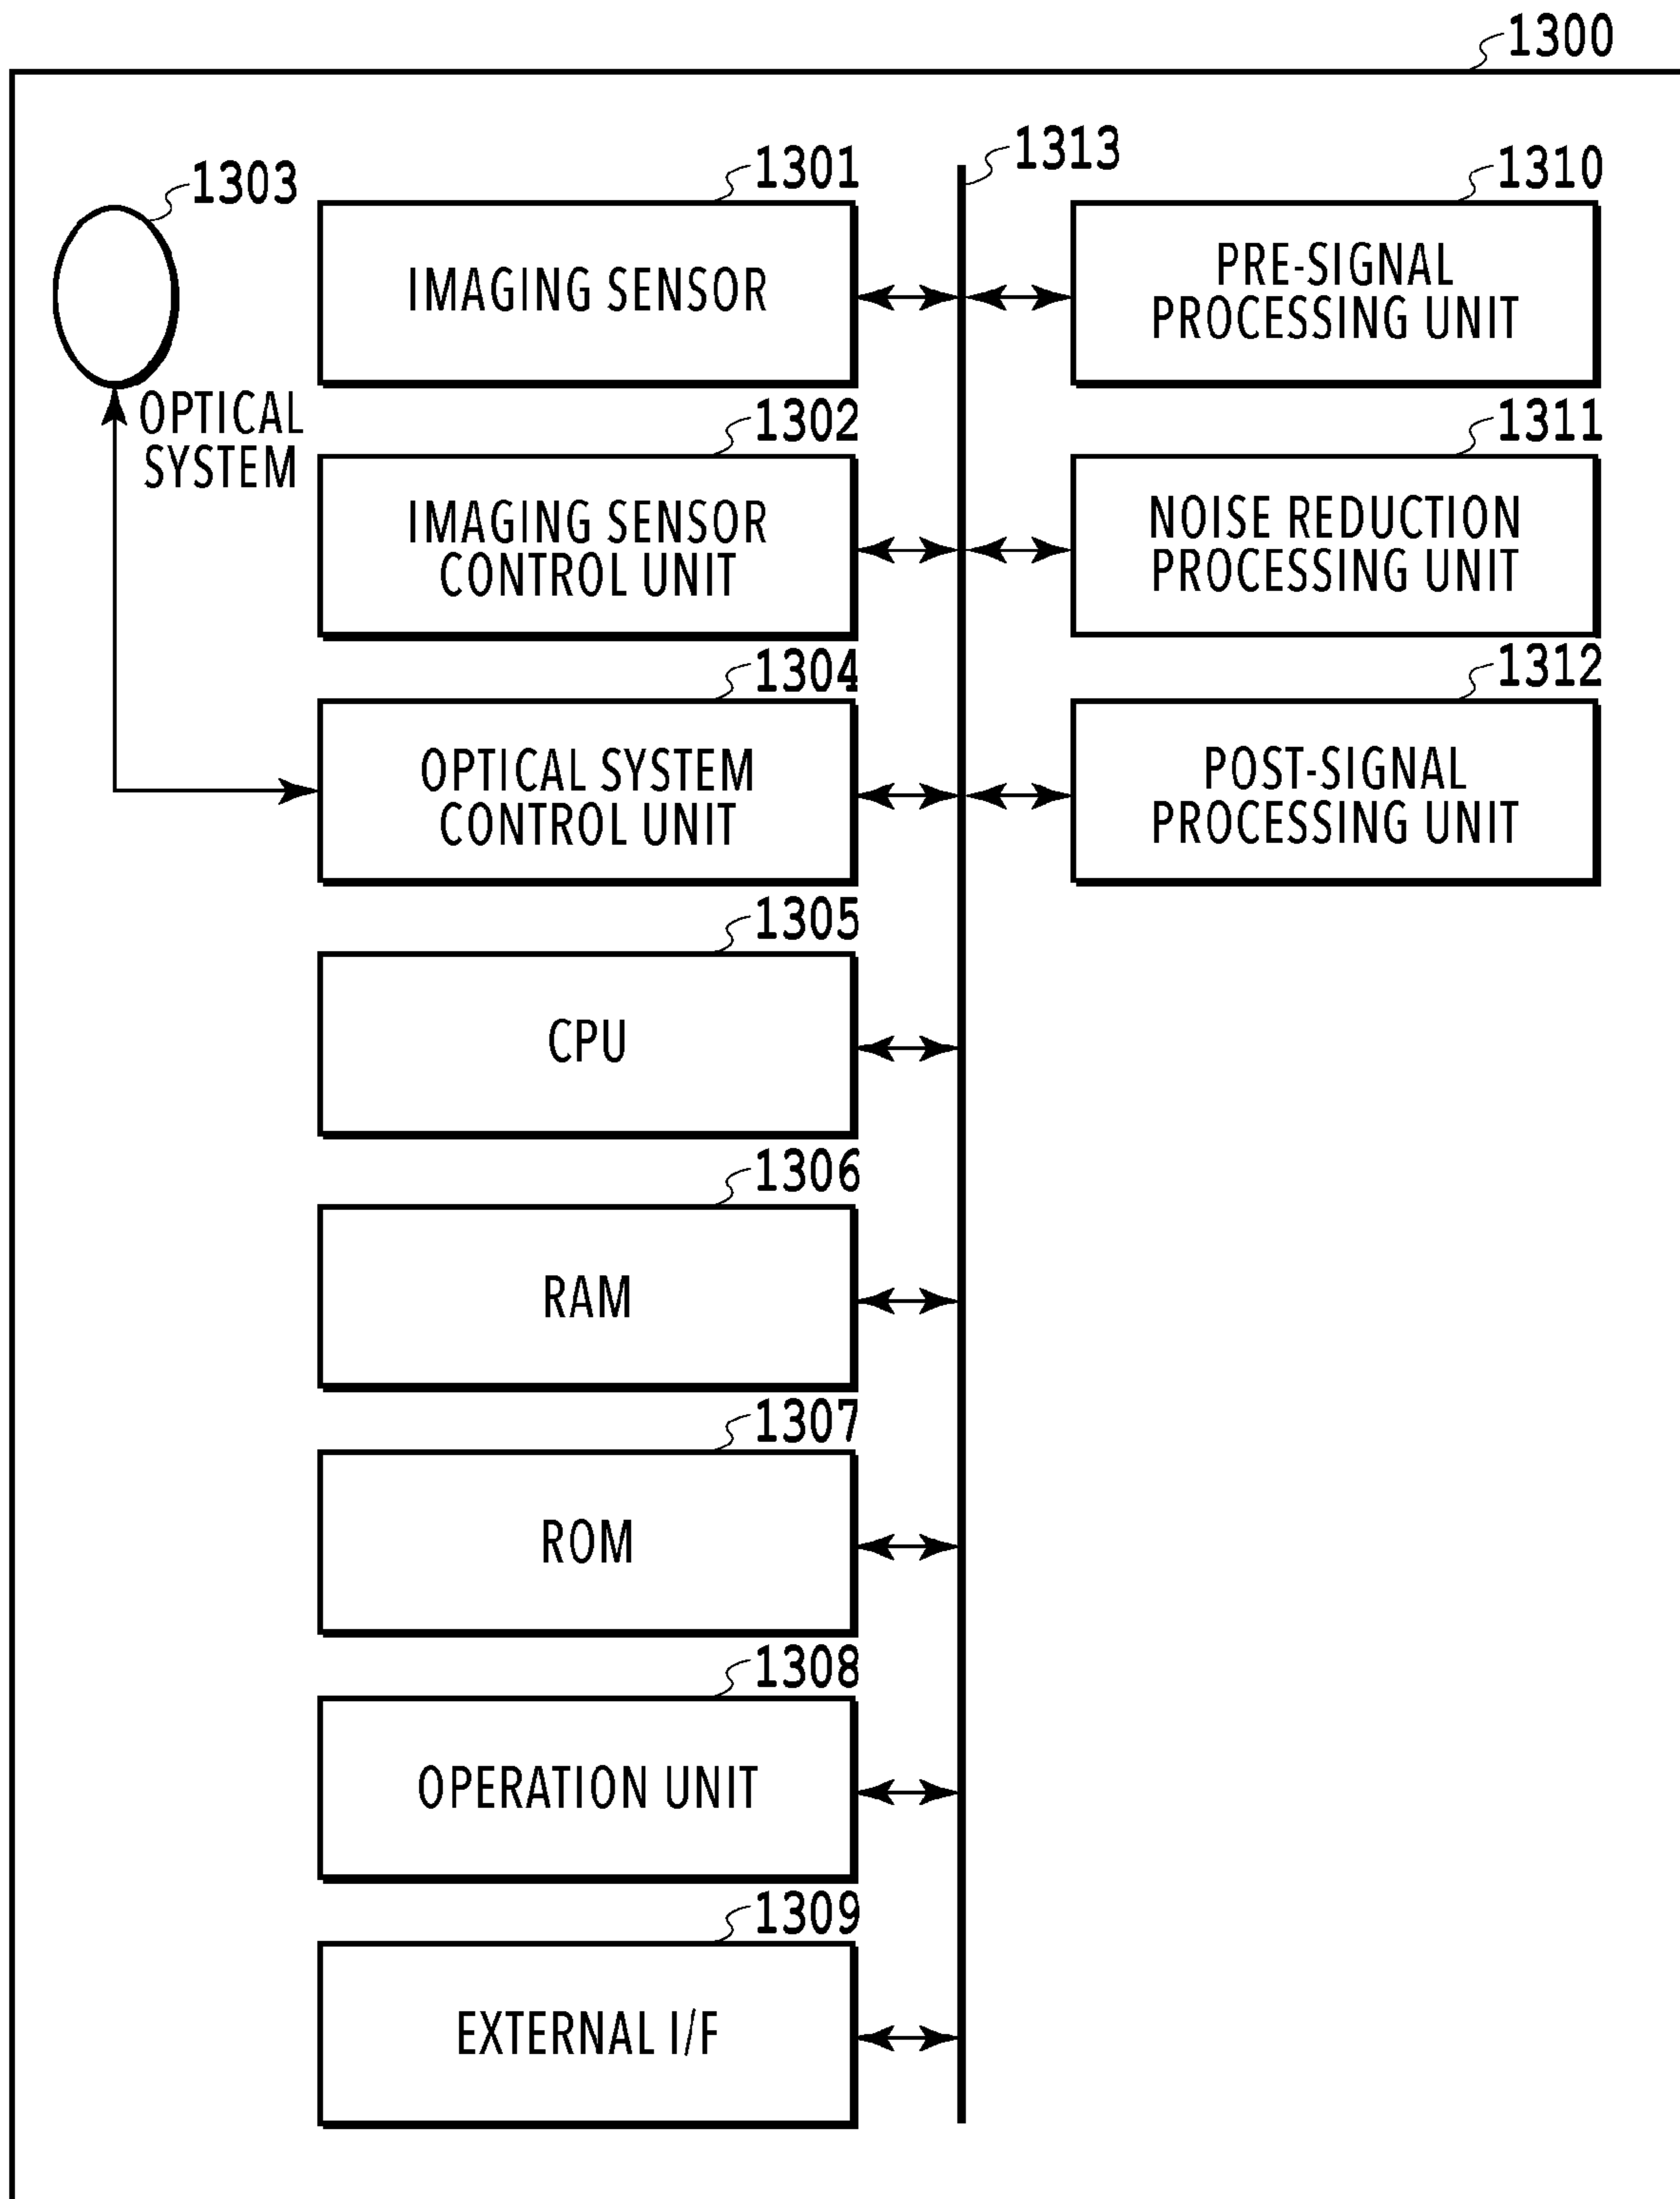 1300
1303
OPTICAL
SYSTEM
1301
IMAGING SENSOR
1302
IMAGING SENSOR
CONTROL UNIT
1304
OPTICAL SYSTEM
CONTROL UNIT
1305
CPU
1306
RAM
1307
ROM
1308
OPERATION UNIT
1309
EXTERNAL I/F
1313
1310
PRE-SIGNAL
PROCESSING UNIT
1311
NOISE REDUCTION
PROCESSING UNIT
1312
POST-SIGNAL
PROCESSING UNIT